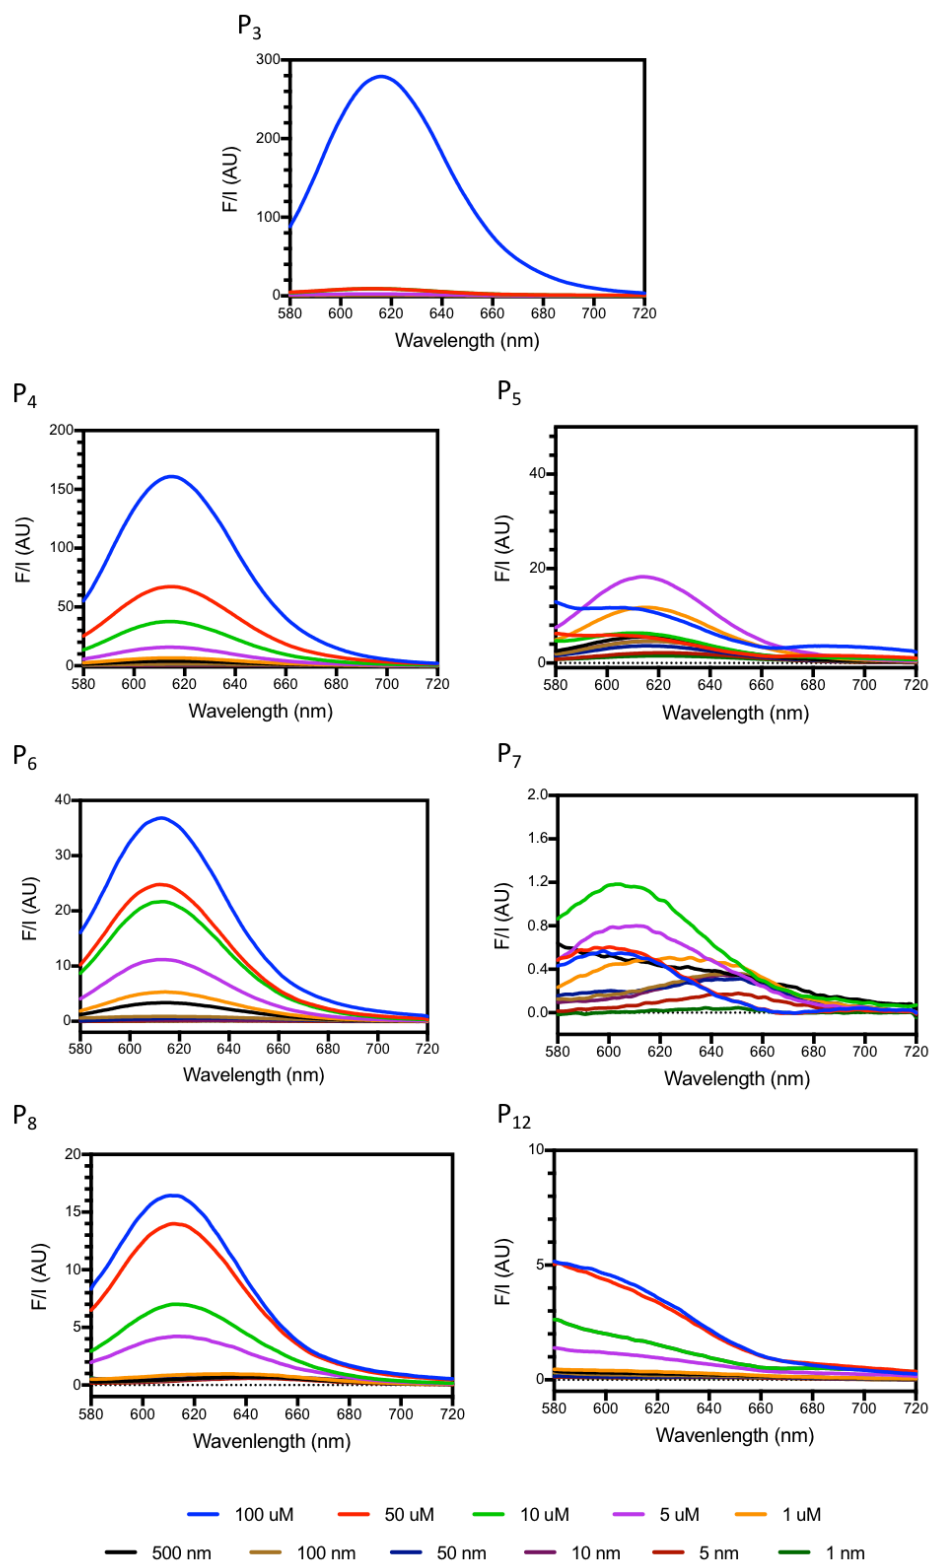 P3
300
200
100
0
F/I (AU)
580 600 620 640 660 680 700 720
Wavelength (nm)
P4
200
150
100
50
0
F/I (AU)
580 600 620 640 660 680 700 720
Wavelength (nm)
P5
40
20
0
F/I (AU)
580 600 620 640 660 680 700 720
Wavelength (nm)
P6
40
30
20
10
0
F/I (AU)
580 600 620 640 660 680 700 720
Wavelength (nm)
P7
2.0
1.6
1.2
0.8
0.4
0.0
F/I (AU)
580 600 620 640 660 680 700 720
Wavelength (nm)
P8
20
15
10
5
0
F/I (AU)
580 600 620 640 660 680 700 720
Wavenlength (nm)
P12
10
5
0
F/I (AU)
580 600 620 640 660 680 700 720
Wavenlength (nm)
100 uM 50 uM 10 uM 5 uM 1 uM
500 nm 100 nm 50 nm 10 nm 5 nm 1 nm